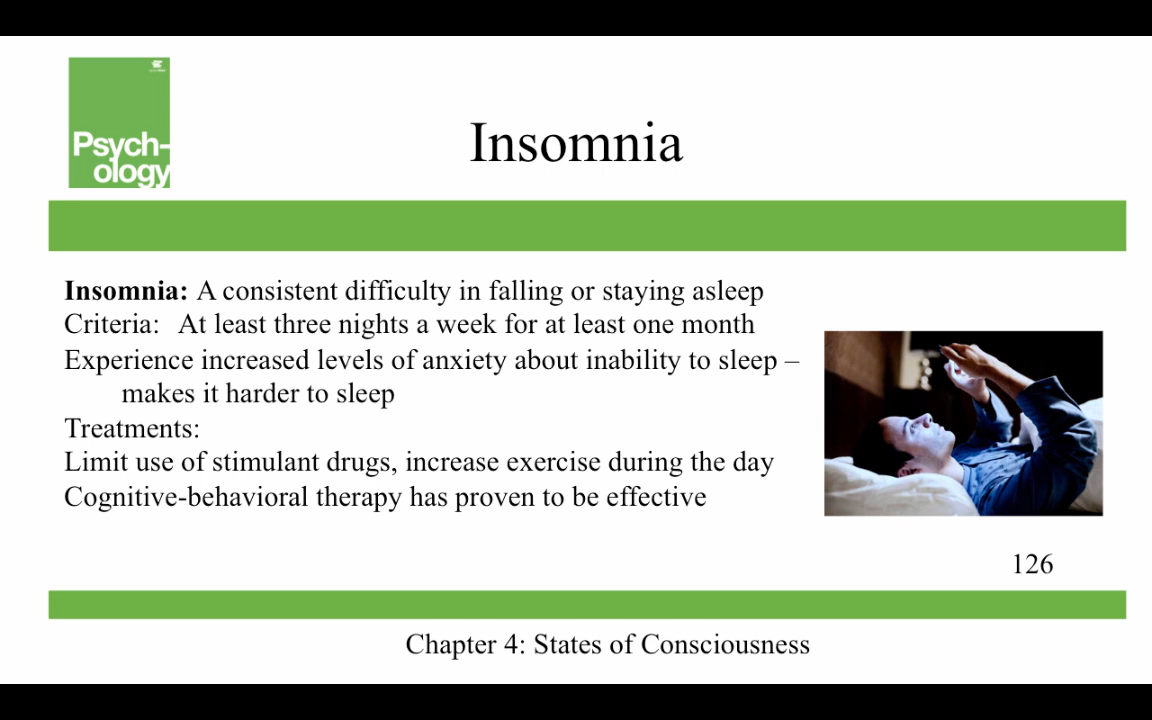 Psych-
ology
Insomnia
Insomnia: A consistent difficulty in falling or staying asleep
Criteria: At least three nights a week for at least one month
Experience increased levels of anxiety about inability to sleep –
makes it harder to sleep
Treatments:
Limit use of stimulant drugs, increase exercise during the day
Cognitive-behavioral therapy has proven to be effective
126
Chapter 4: States of Consciousness